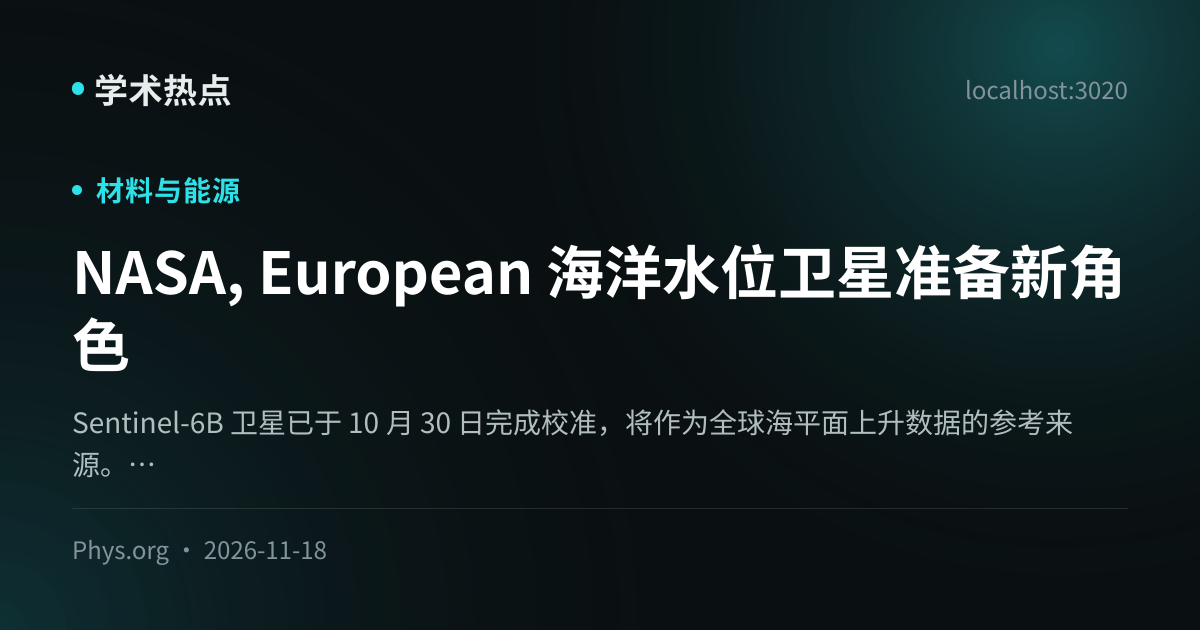 学术热点
localhost:3020
材料与能源
NASA, European 海洋水位卫星准备新角
色
Sentinel-6B 卫星已于 10 月 30 日完成校准，将作为全球海平面上升数据的参考来
源。…
Phys.org · 2026-11-18